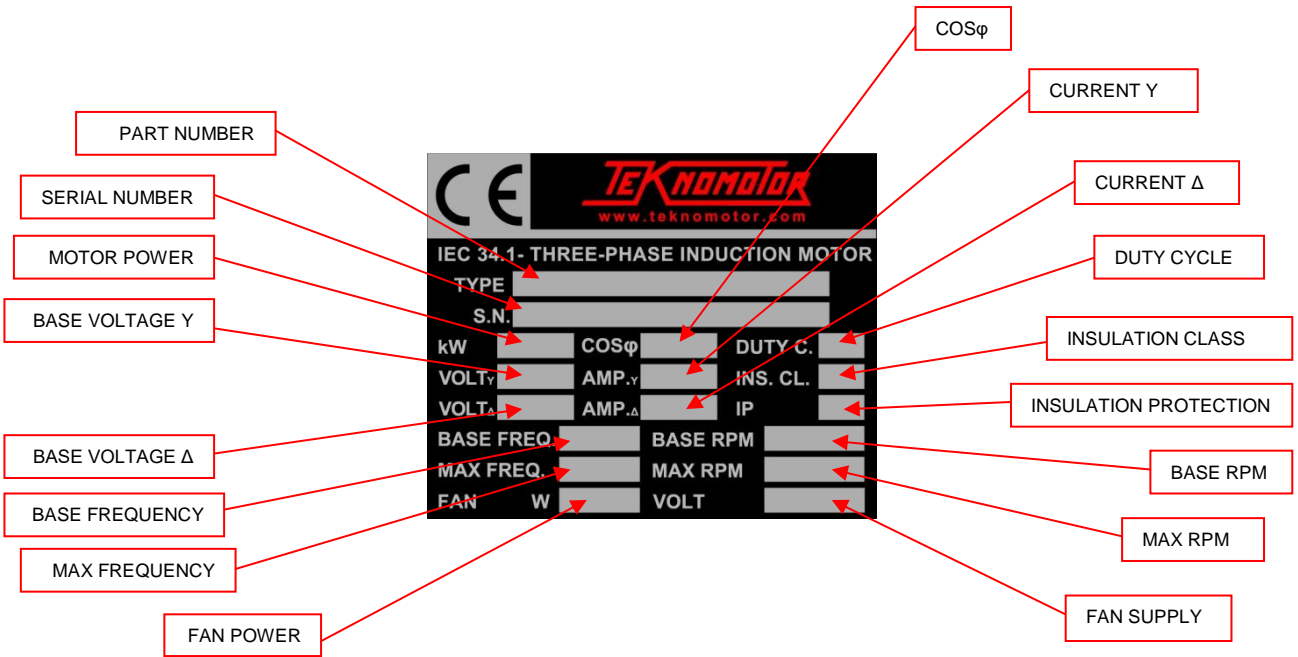 COSφ
CURRENT Y
PART NUMBER
CURRENT Δ
SERIAL NUMBER
DUTY CYCLE
MOTOR POWER
INSULATION CLASS
BASE VOLTAGE Y
INSULATION PROTECTION
BASE VOLTAGE Δ
BASE RPM
BASE FREQUENCY
MAX RPM
MAX FREQUENCY
FAN SUPPLY
FAN POWER
CE
TEKNOMOTOR
www.teknomotor.com
IEC 34.1- THREE-PHASE INDUCTION MOTOR
TYPE
S.N.
kW COSφ DUTY C.
VOLTY AMP.Y INS. CL.
VOLTΔ AMP.Δ IP
BASE FREQ. BASE RPM
MAX FREQ. MAX RPM
FAN W VOLT